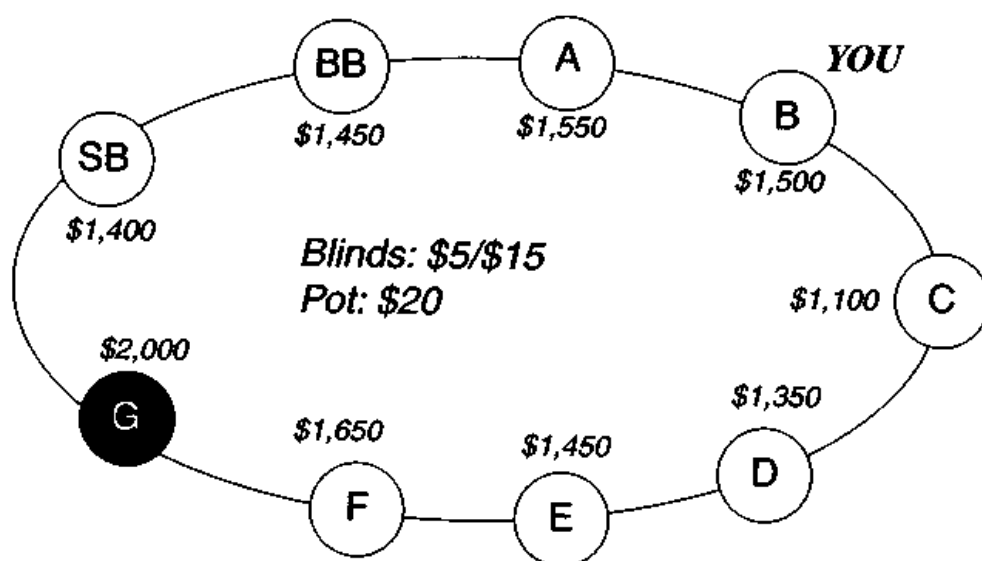 BB
A
YOU
B
SB
$1,450
$1,550
$1,500
$1,400
Blinds: $5/$15
Pot: $20
C
$1,100
$2,000
G
$1,650
$1,450
$1,350
F
E
D